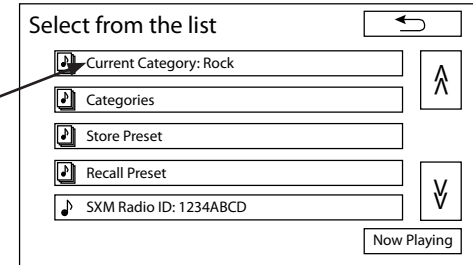 Select from the list
Current Category: Rock
Categories
Store Preset
Recall Preset
SXM Radio ID: 1234ABCD
Now Playing